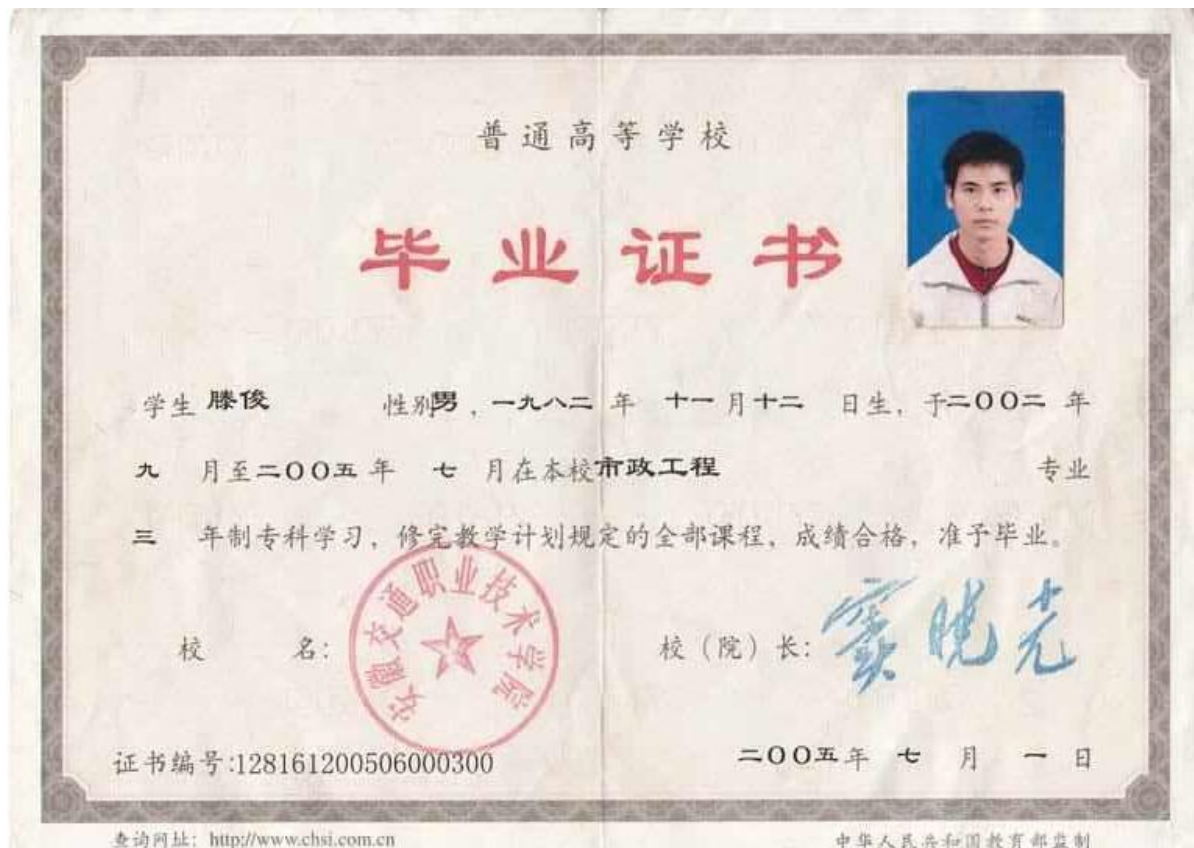 普通高等学校
毕业证书
学生 滕俊 性别男，一九八二年 十一月十二 日生，于二〇〇二年
九 月至二〇〇五年 七 月在本校市政工程 专业
三 年制专科学习，修完教学计划规定的全部课程，成绩合格，准予毕业。
安徽交通职业技术学院
校 名： 校（院）长：窦晓光
证书编号:128161200506000300 二〇〇五年 七 月 一 日
查询网址：http://www.chsi.com.cn 中华人民共和国教育部监制